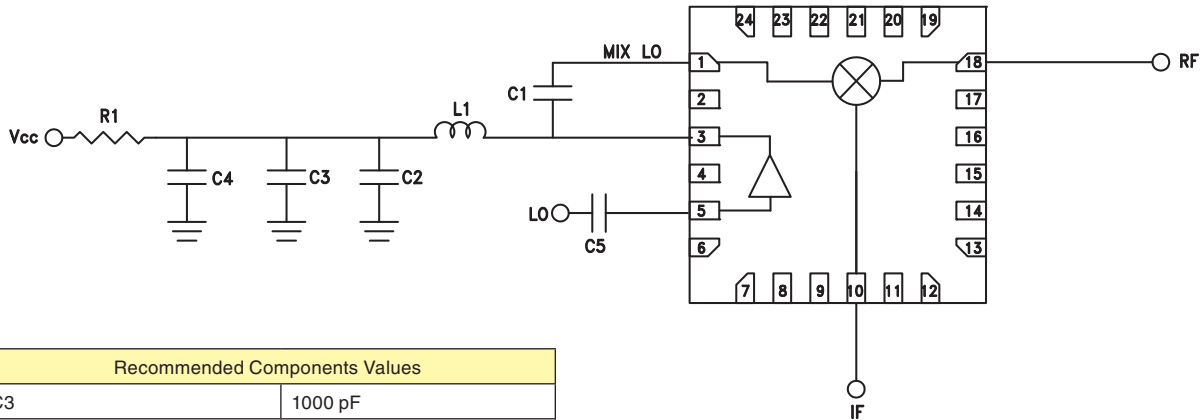 24 23 22 21 20 19
MIX LO
1 18 RF
C1
2 17
R1 L1
Vcc 3 16
C4 C3 C2 4 15
LO 5 14
C5
6 13
7 8 9 10 11 12
Recommended Components Values
C3 1000 pF
IF